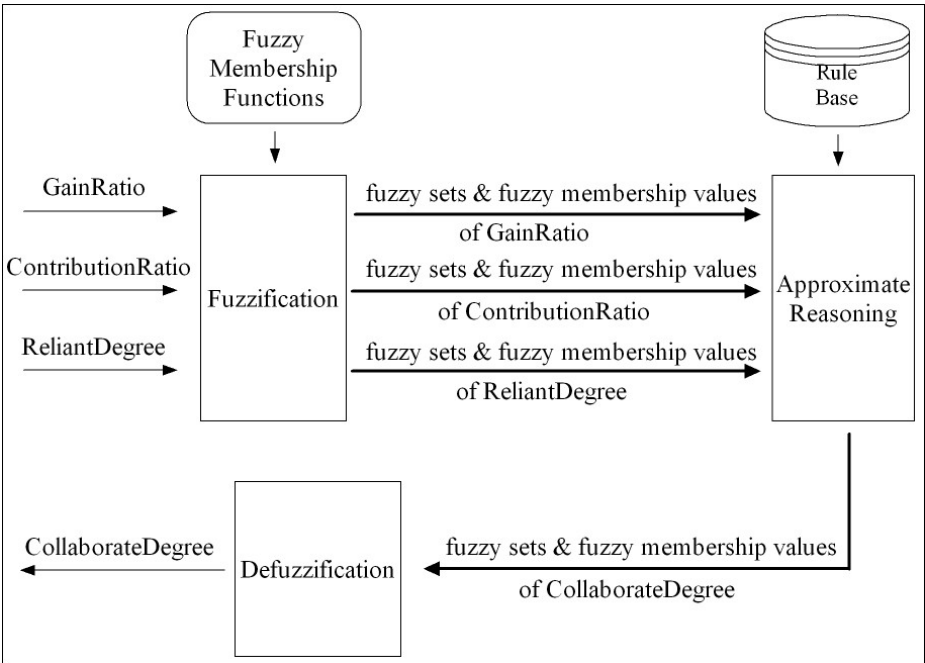 Fuzzy
Membership
Functions
Rule
Base
GainRatio
ContributionRatio
ReliantDegree
Fuzzification
fuzzy sets & fuzzy membership values
of GainRatio
fuzzy sets & fuzzy membership values
of ContributionRatio
fuzzy sets & fuzzy membership values
of ReliantDegree
Approximate
Reasoning
CollaborateDegree
Defuzzification
fuzzy sets & fuzzy membership values
of CollaborateDegree